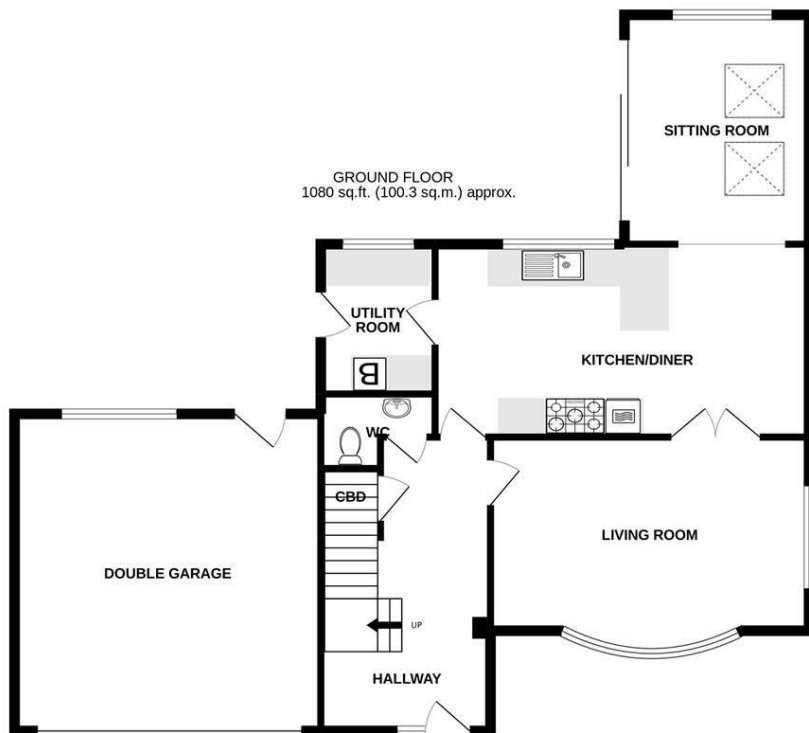 SITTING ROOM
GROUND FLOOR
1080 sq.ft. (100.3 sq.m.) approx.
UTILITY
ROOM
KITCHEN/DINER
B
WC
CBD
LIVING ROOM
DOUBLE GARAGE
UP
HALLWAY